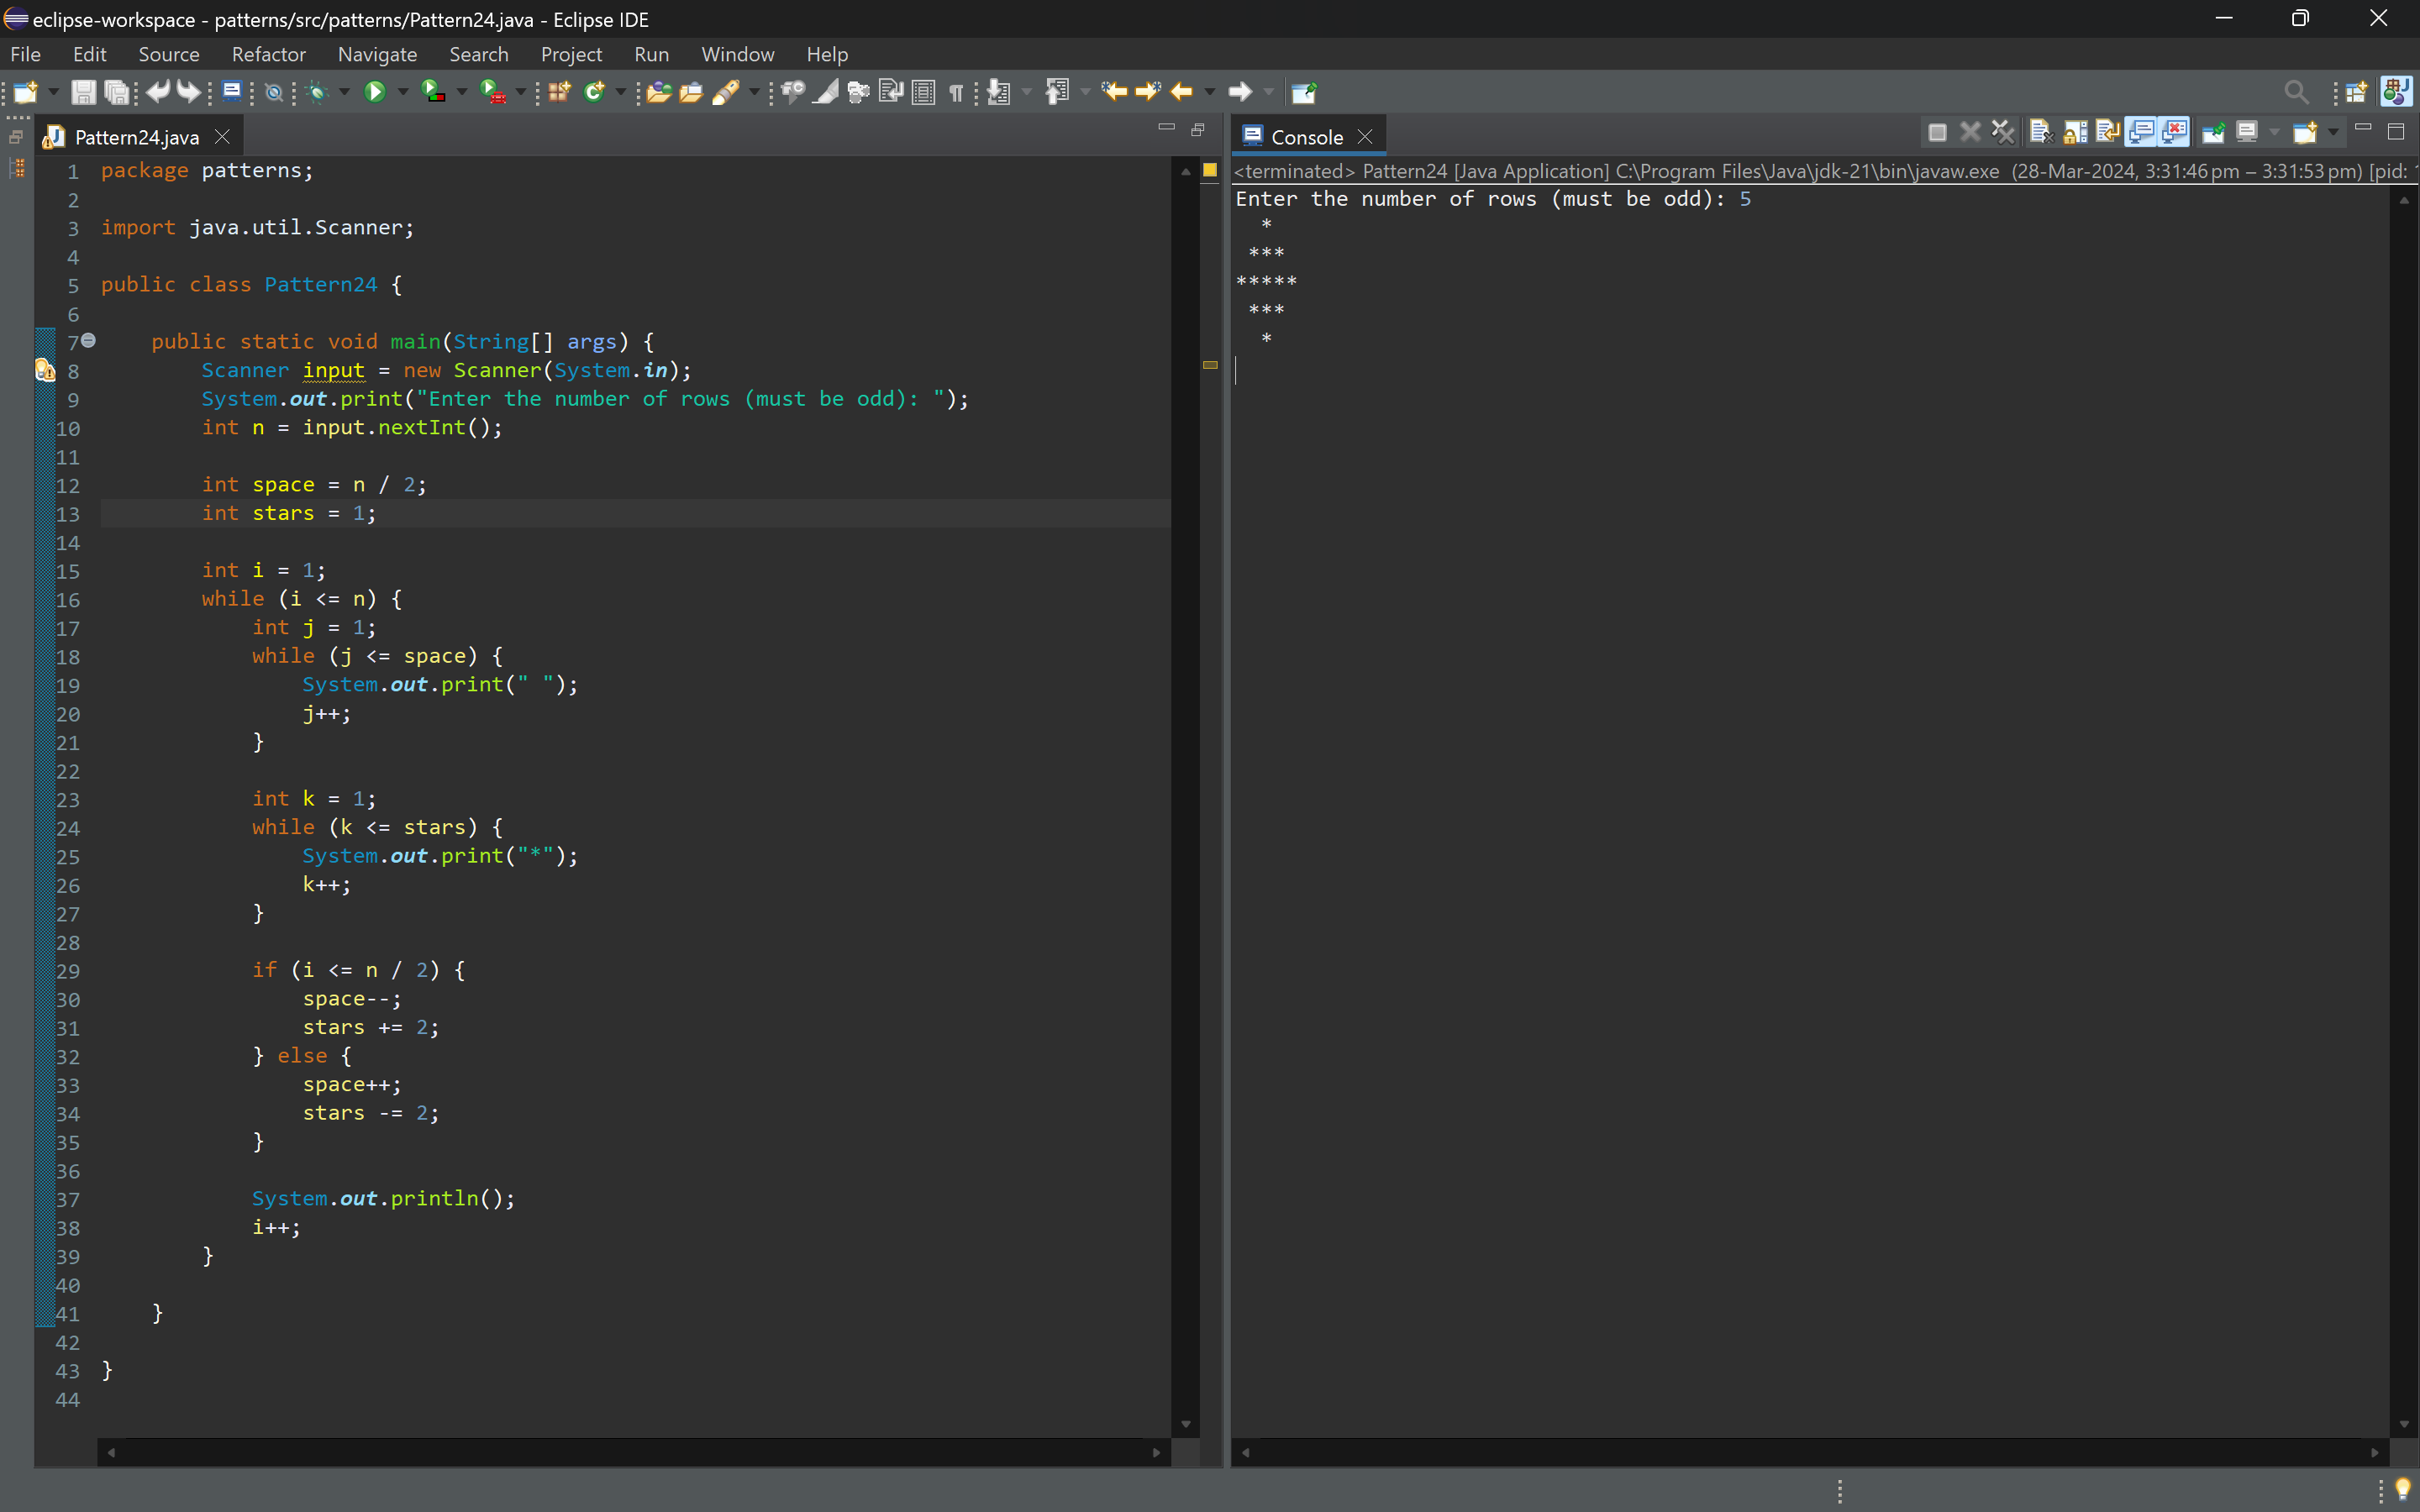 eclipse-workspace - patterns/src/patterns/Pattern24.java - Eclipse IDE
File Edit Source Refactor Navigate Search Project Run Window Help
Pattern24.java
1 package patterns;
2
3 import java.util.Scanner;
4
5 public class Pattern24 {
6
7 public static void main(String[] args) {
8 Scanner input = new Scanner(System.in);
9 System.out.print("Enter the number of rows (must be odd): ");
10 int n = input.nextInt();
11
12 int space = n / 2;
13 int stars = 1;
14
15 int i = 1;
16 while (i <= n) {
17 int j = 1;
18 while (j <= space) {
19 System.out.print(" ");
20 j++;
21 }
22
23 int k = 1;
24 while (k <= stars) {
25 System.out.print("*");
26 k++;
27 }
28
29 if (i <= n / 2) {
30 space--;
31 stars += 2;
32 } else {
33 space++;
34 stars -= 2;
35 }
36
37 System.out.println();
38 i++;
39 }
40
41 }
42
43 }
44
Console
<terminated> Pattern24 [Java Application] C:\Program Files\Java\jdk-21\bin\javaw.exe (28-Mar-2024, 3:31:46 pm – 3:31:53 pm) [pid:
Enter the number of rows (must be odd): 5
  *
 ***
*****
 ***
  *